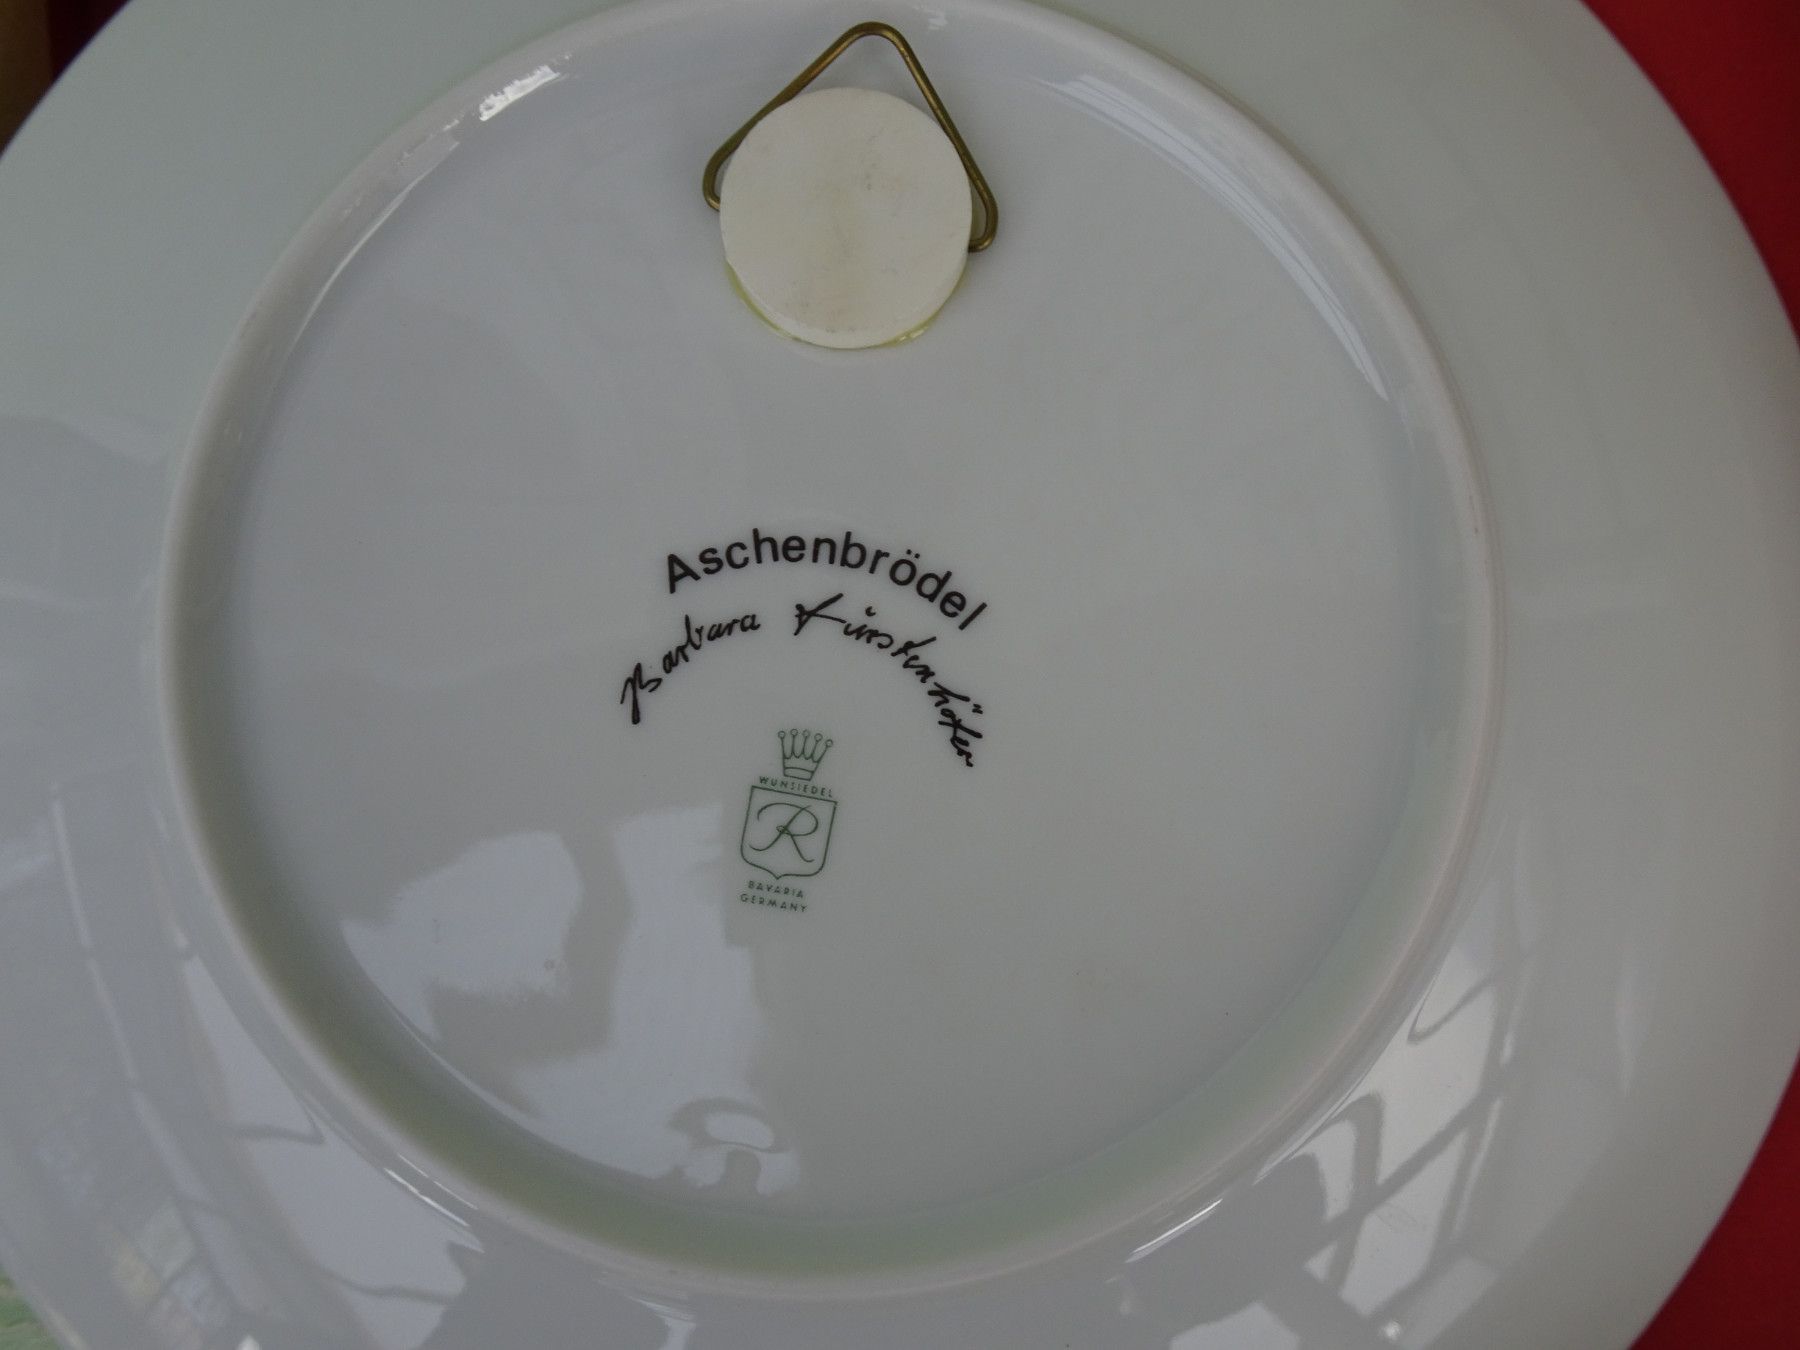 Aschenbrödel
Barbara Fürstenhöfer
WUNSIEDEL
R
BAVARIA
GERMANY